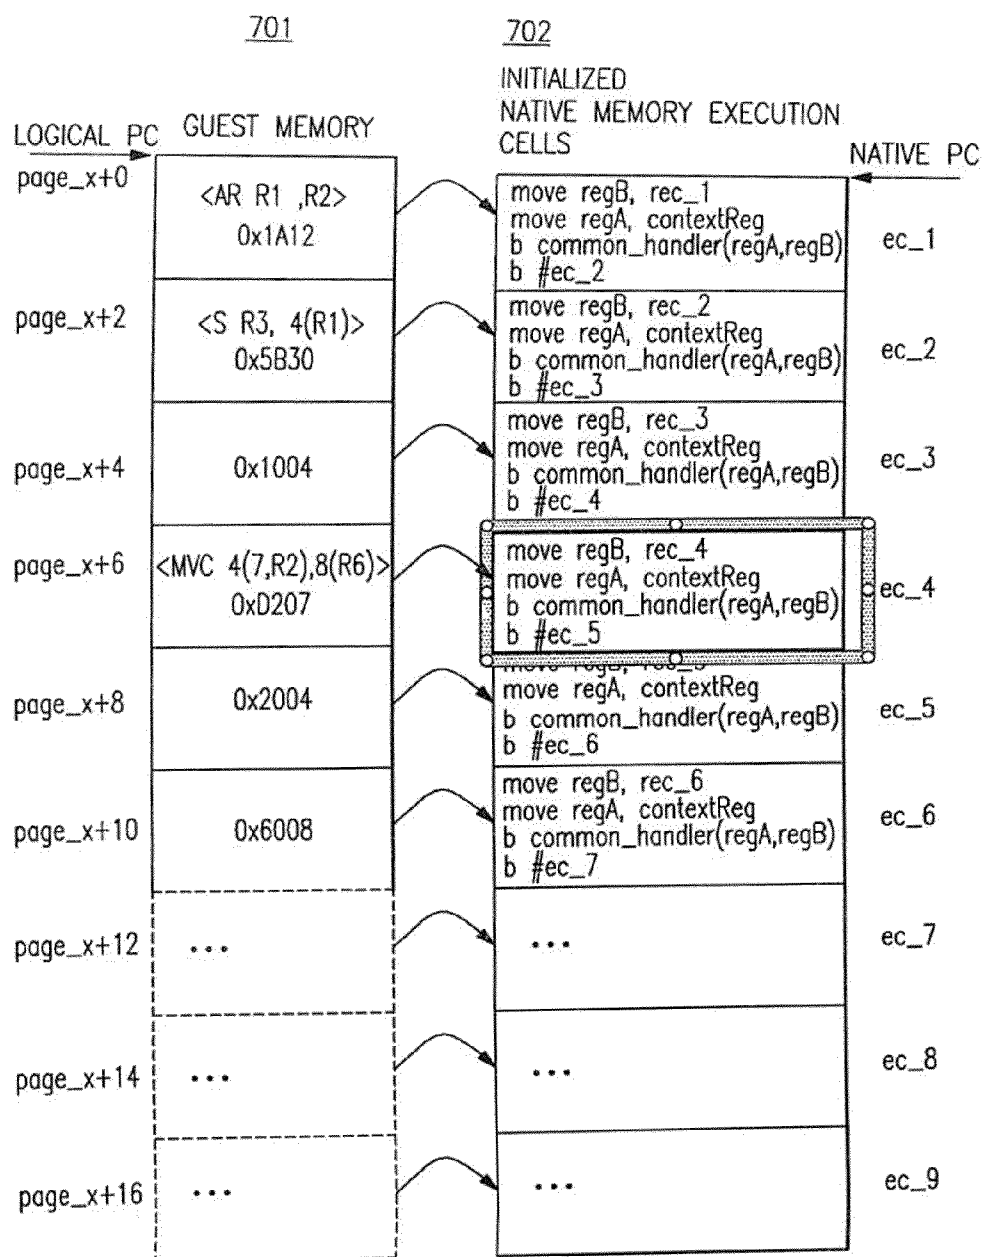 701
702
INITIALIZED
NATIVE MEMORY EXECUTION
CELLS
LOGICAL PC
GUEST MEMORY
NATIVE PC
page_x+0
<AR R1 ,R2>
0x1A12
move regB, rec_1
move regA, contextReg
b common_handler(regA,regB)
b #ec_2
ec_1
page_x+2
<S R3, 4(R1)>
0x5B30
move regB, rec_2
move regA, contextReg
b common_handler(regA,regB)
b #ec_3
ec_2
page_x+4
0x1004
move regB, rec_3
move regA, contextReg
b common_handler(regA,regB)
b #ec_4
ec_3
page_x+6
<MVC 4(7,R2),8(R6)>
0xD207
move regB, rec_4
move regA, contextReg
b common_handler(regA,regB)
b #ec_5
ec_4
page_x+8
0x2004
move regA, contextReg
b common_handler(regA,regB)
b #ec_6
ec_5
page_x+10
0x6008
move regB, rec_6
move regA, contextReg
b common_handler(regA,regB)
b #ec_7
ec_6
page_x+12
...
...
ec_7
page_x+14
...
...
ec_8
page_x+16
...
...
ec_9